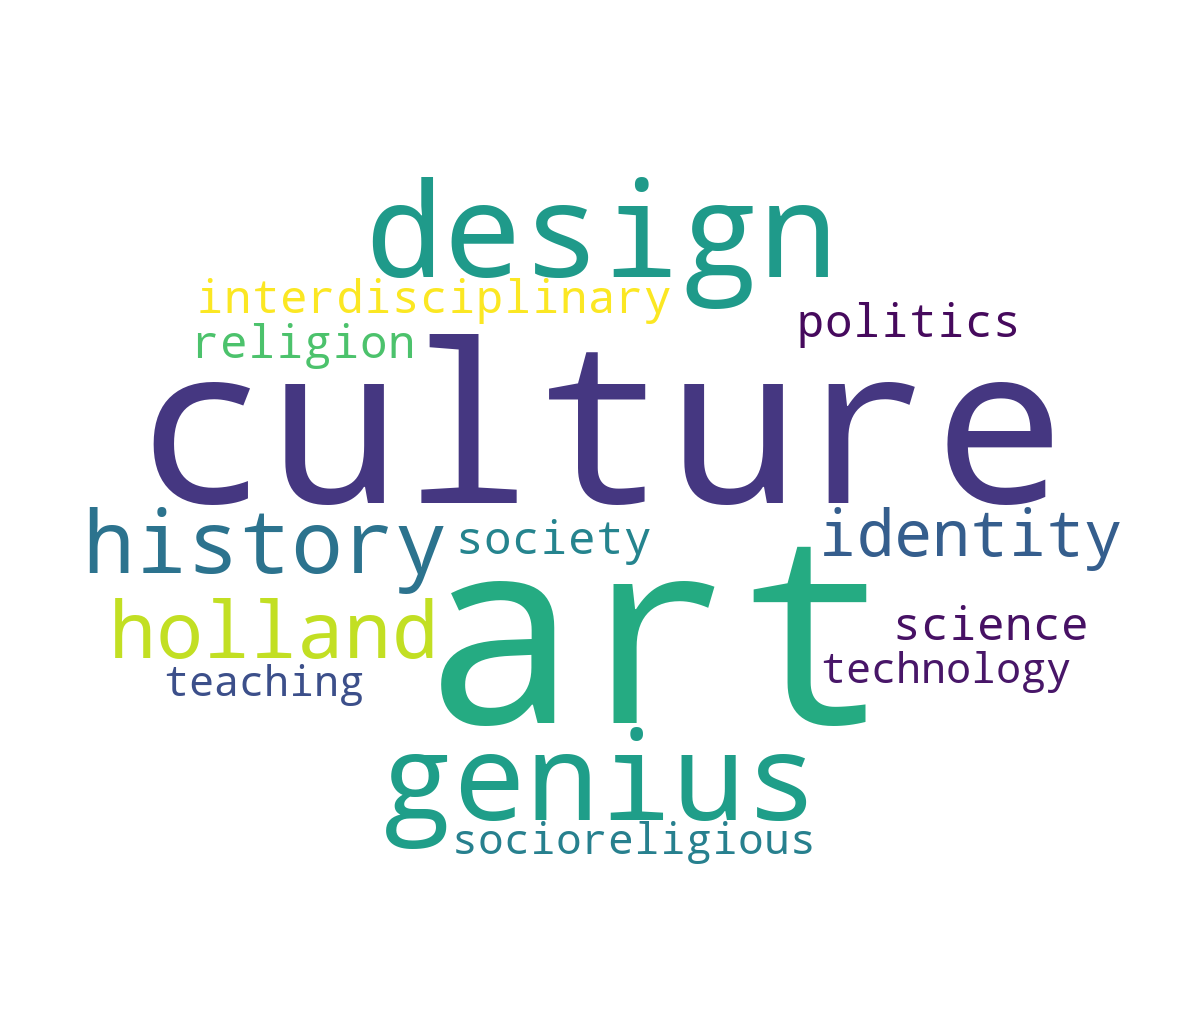 design
interdisciplinary
politics
religion
culture
history
society
identity
art
holland
science
teaching
technology
genius
socioreligious